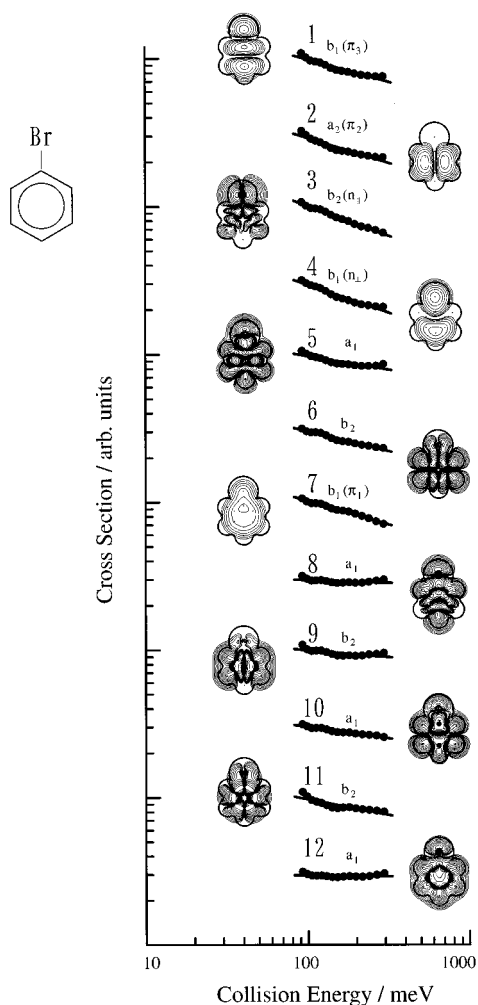 1 b₁(π₃)
Br
2 a₂(π₂)
3 b₂(n∥)
4 b₁(n⊥)
5 a₁
6 b₂
7 b₁(π₁)
8 a₁
9 b₂
10 a₁
11 b₂
12 a₁
Cross Section / arb. units
10 100 1000
Collision Energy / meV